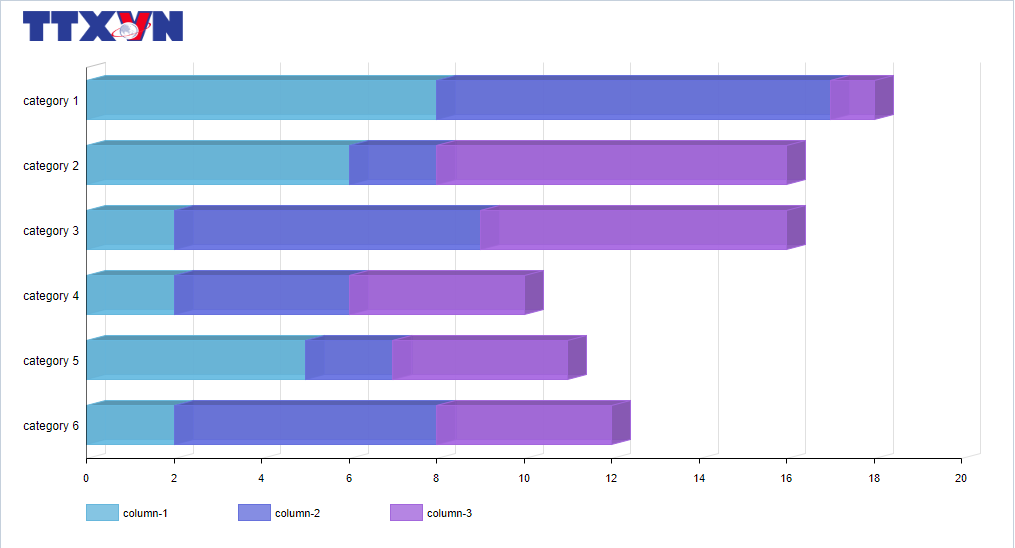 TTXVN
category 1
category 2
category 3
category 4
category 5
category 6
0 2 4 6 8 10 12 14 16 18 20
column-1 column-2 column-3